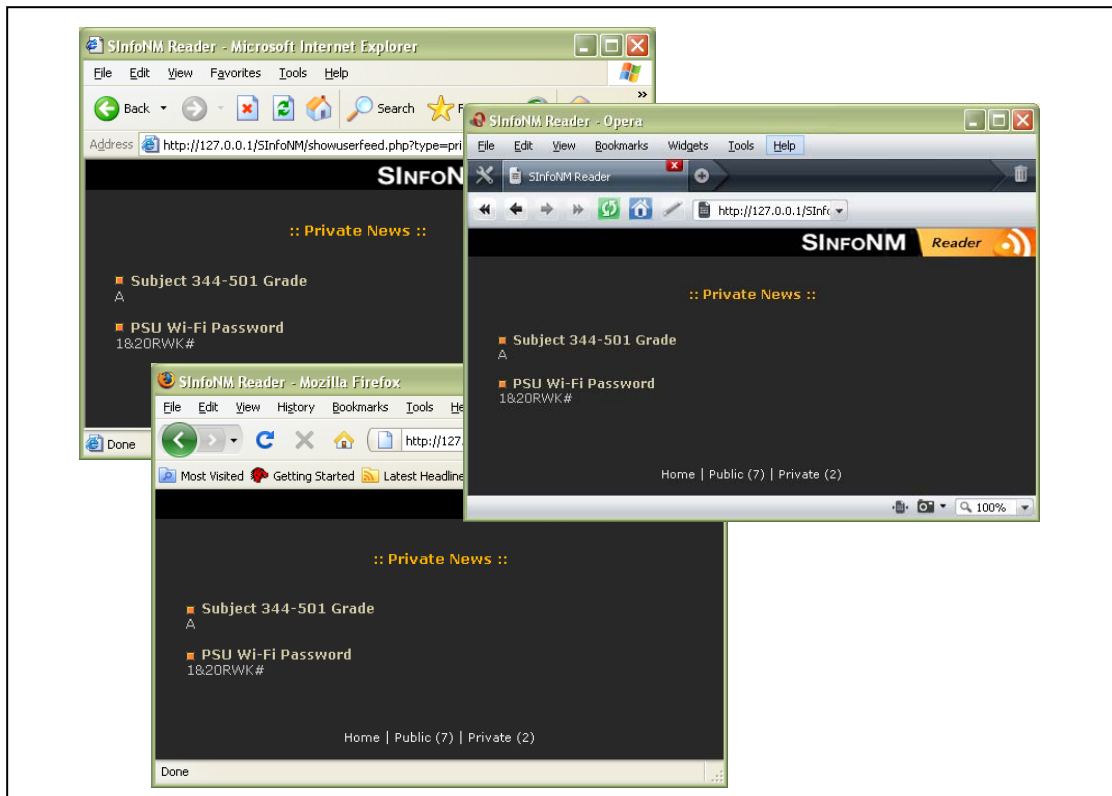 SInfoNM Reader - Microsoft Internet Explorer
File Edit View Favorites Tools Help
Back Search
Address http://127.0.0.1/SInfoNM/showuserfeed.php?type=pri
SINFON
:: Private News ::
Subject 344-501 Grade
A
PSU Wi-Fi Password
1&20RWK#
Done
SInfoNM Reader - Opera
File Edit View Bookmarks Widgets Tools Help
SInfoNM Reader
http://127.0.0.1/SInfo
SINFONM Reader
:: Private News ::
Subject 344-501 Grade
A
PSU Wi-Fi Password
1&20RWK#
Home | Public (7) | Private (2)
100%
SInfoNM Reader - Mozilla Firefox
File Edit View History Bookmarks Tools He
http://127.
Most Visited Getting Started Latest Headline
:: Private News ::
Subject 344-501 Grade
A
PSU Wi-Fi Password
1&20RWK#
Home | Public (7) | Private (2)
Done